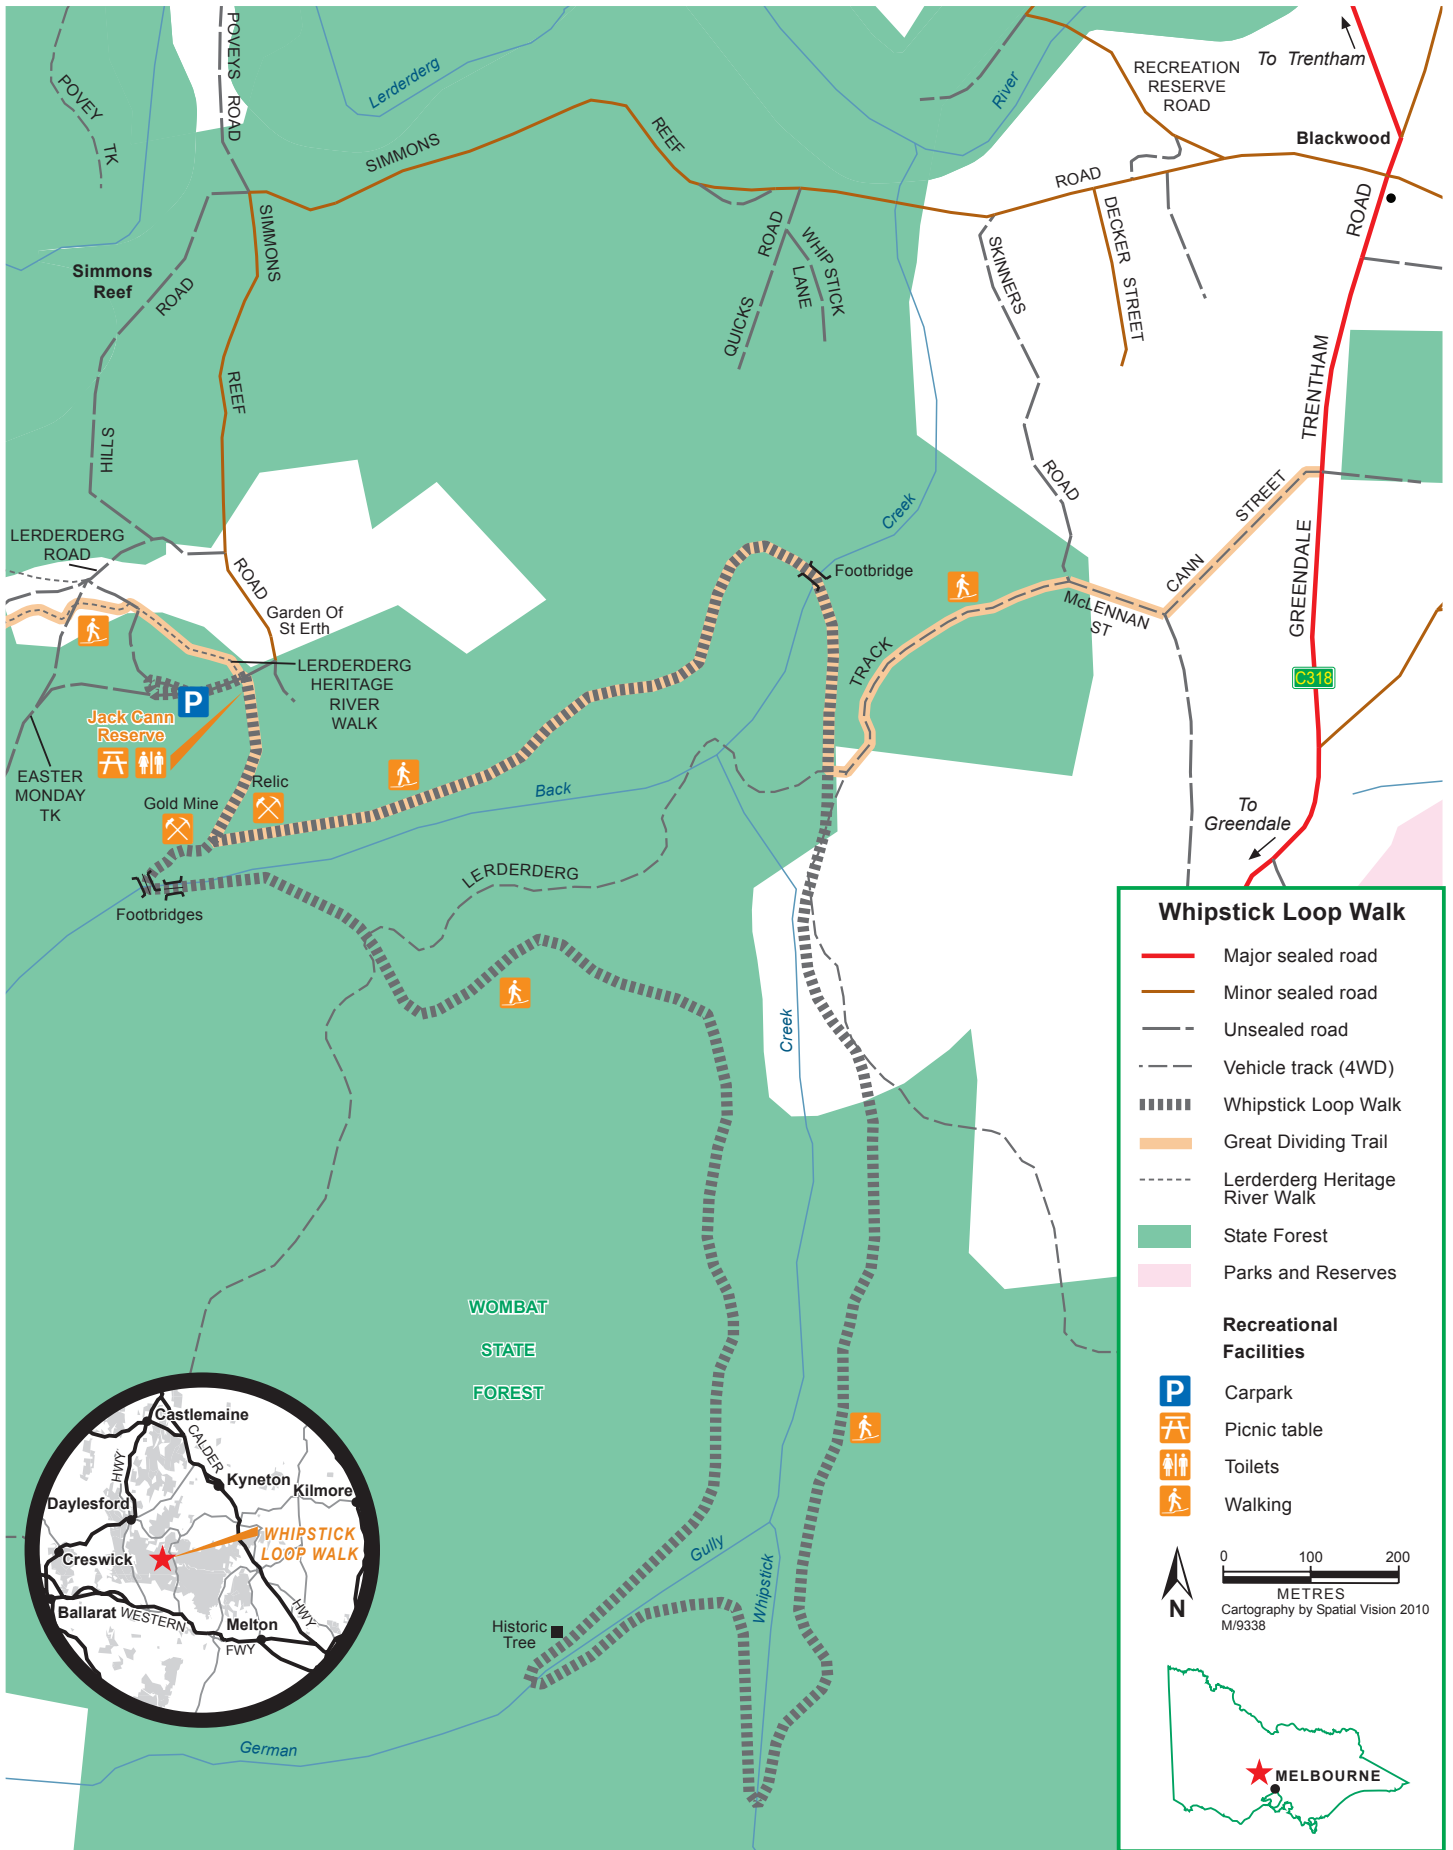 POVEY
TK
POVEYS ROAD
Lerderderg
SIMMONS
REEF
River
RECREATION
RESERVE
ROAD
To Trentham
Blackwood
ROAD
ROAD
DECKER STREET
SKINNERS
ROAD
QUICKS
ROAD
WHIP STICK
LANE
SIMMONS
REEF
ROAD
Simmons
Reef
ROAD
HILLS
TRENTHAM
GREENDALE
C318
STREET
CANN
McLENNAN
ST
Creek
Footbridge
TRACK
LERDERDERG
ROAD
Garden Of
St Erth
LERDERDERG
HERITAGE
RIVER
WALK
P
Jack Cann
Reserve
EASTER
MONDAY
TK
Relic
Gold Mine
Back
LERDERDERG
Footbridges
To
Greendale
Creek
WOMBAT
STATE
FOREST
Gully
Whipstick
Historic
Tree
German
Castlemaine
CALDER
HWY
Kyneton
Kilmore
Daylesford
WHIPSTICK
LOOP WALK
Creswick
Ballarat
WESTERN
FWY
Melton
HWY
Whipstick Loop Walk
Major sealed road
Minor sealed road
Unsealed road
Vehicle track (4WD)
Whipstick Loop Walk
Great Dividing Trail
Lerderderg Heritage
River Walk
State Forest
Parks and Reserves
Recreational
Facilities
P Carpark
Picnic table
Toilets
Walking
N
0 100 200
METRES
Cartography by Spatial Vision 2010
M/9338
MELBOURNE